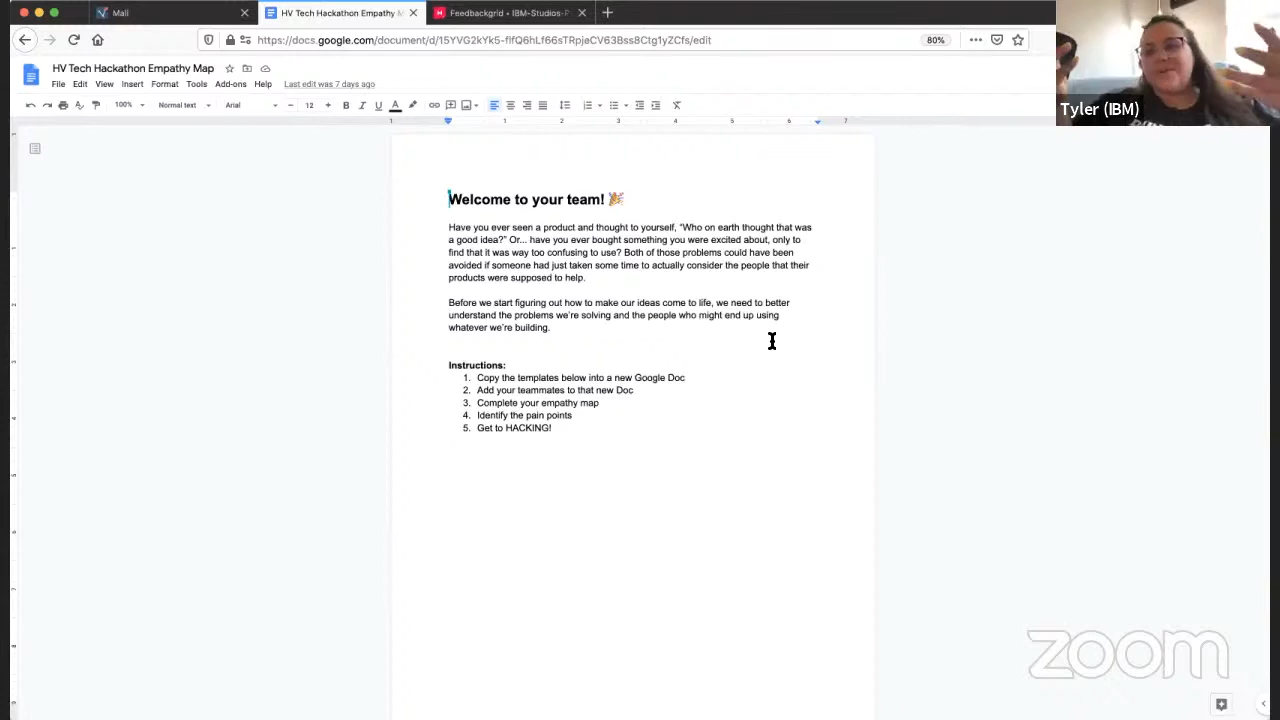 Mail
HV Tech Hackathon Empathy M
Feedbackgrid • IBM-Studios-P
https://docs.google.com/document/d/15YVG2kYk5-fIfQ6hLf66sTRpjeCV63Bss8Ctg1yZCfs/edit
80%
HV Tech Hackathon Empathy Map
File Edit View Insert Format Tools Add-ons Help Last edit was 7 days ago
100% Normal text Arial 12 B I U A
1 1 2 3 4 5 6 7
Tyler (IBM)
Welcome to your team! 🎉
Have you ever seen a product and thought to yourself, “Who on earth thought that was
a good idea?” Or... have you ever bought something you were excited about, only to
find that it was way too confusing to use? Both of those problems could have been
avoided if someone had just taken some time to actually consider the people that their
products were supposed to help.
Before we start figuring out how to make our ideas come to life, we need to better
understand the problems we’re solving and the people who might end up using
whatever we’re building.
Instructions:
1. Copy the templates below into a new Google Doc
2. Add your teammates to that new Doc
3. Complete your empathy map
4. Identify the pain points
5. Get to HACKING!
zoom